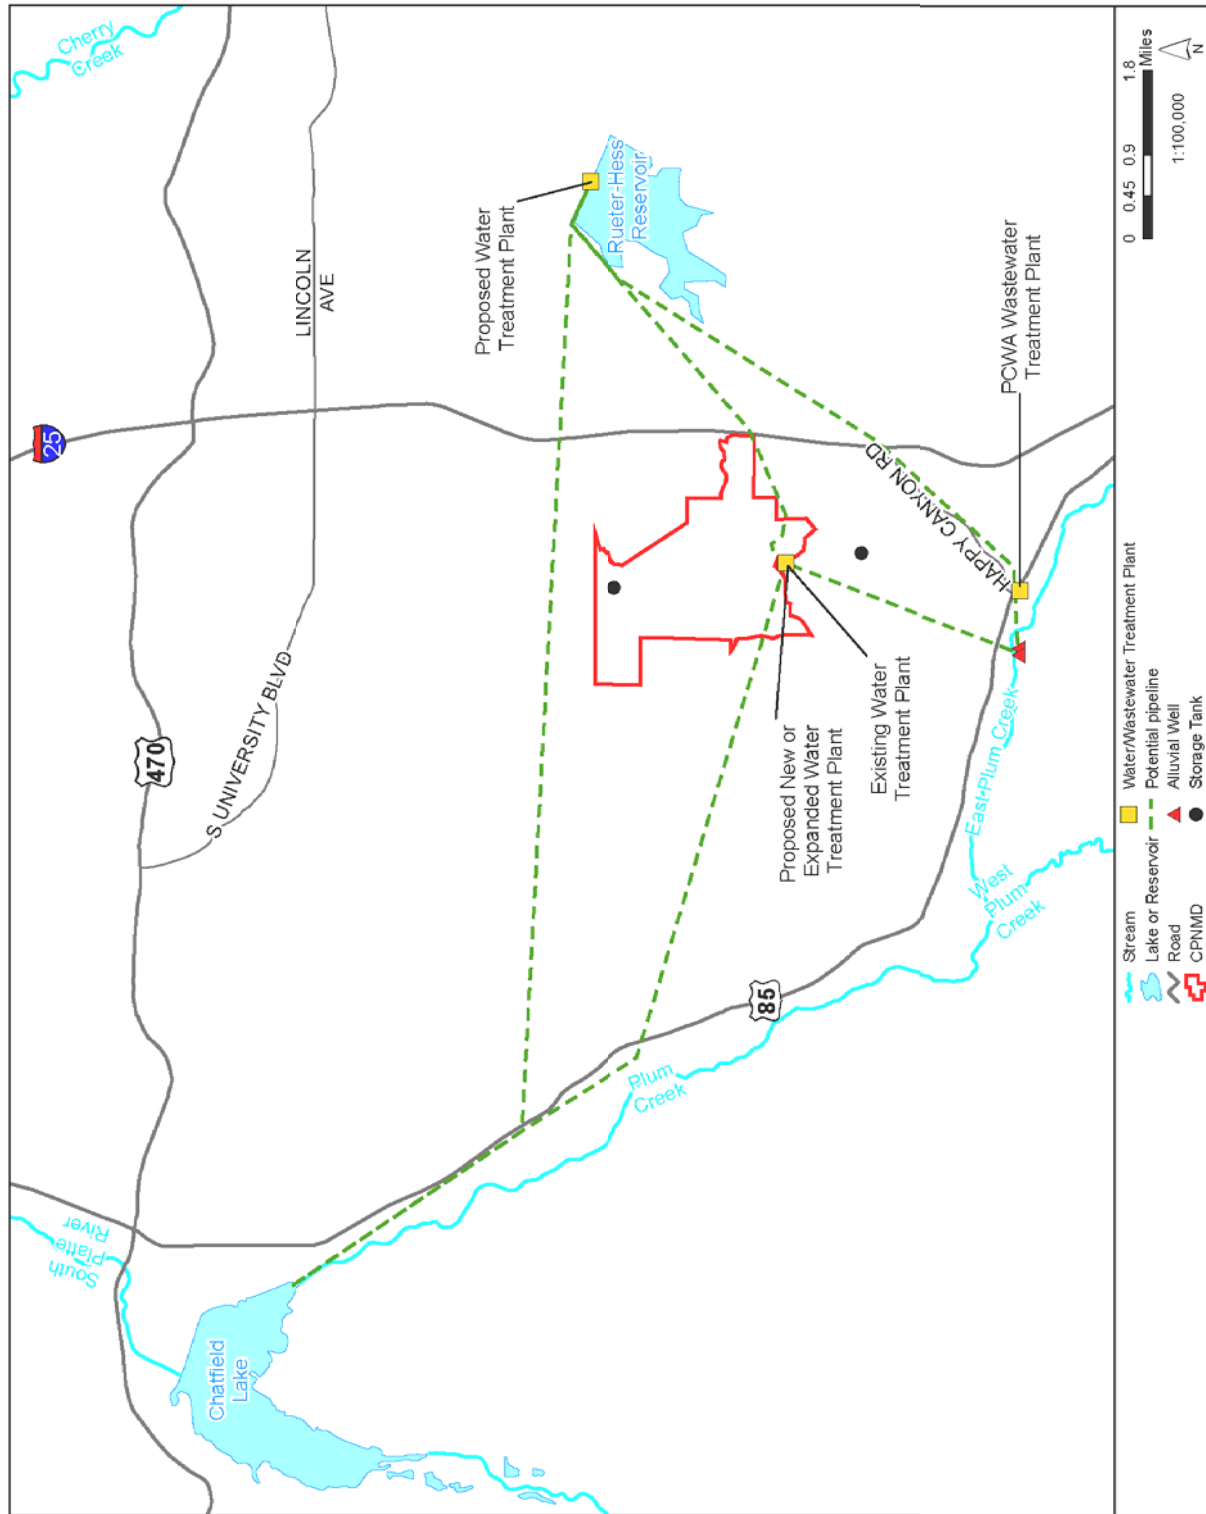 Cherry
Creek
25
LINCOLN
AVE
470
S UNIVERSITY BLVD
South
Platte
River
Chatfield
Lake
Proposed Water
Treatment Plant
Rueter-Hess
Reservoir
Plum
Creek
85
Proposed New or
Expanded Water
Treatment Plant
Existing Water
Treatment Plant
HAPPY CANYON RD
PCWA Wastewater
Treatment Plant
East Plum Creek
West
Plum
Creek
Stream
Lake or Reservoir
Road
CPNMD
Water/Wastewater Treatment Plant
Potential pipeline
Alluvial Well
Storage Tank
0 0.45 0.9 1.8
Miles
1:100,000
N